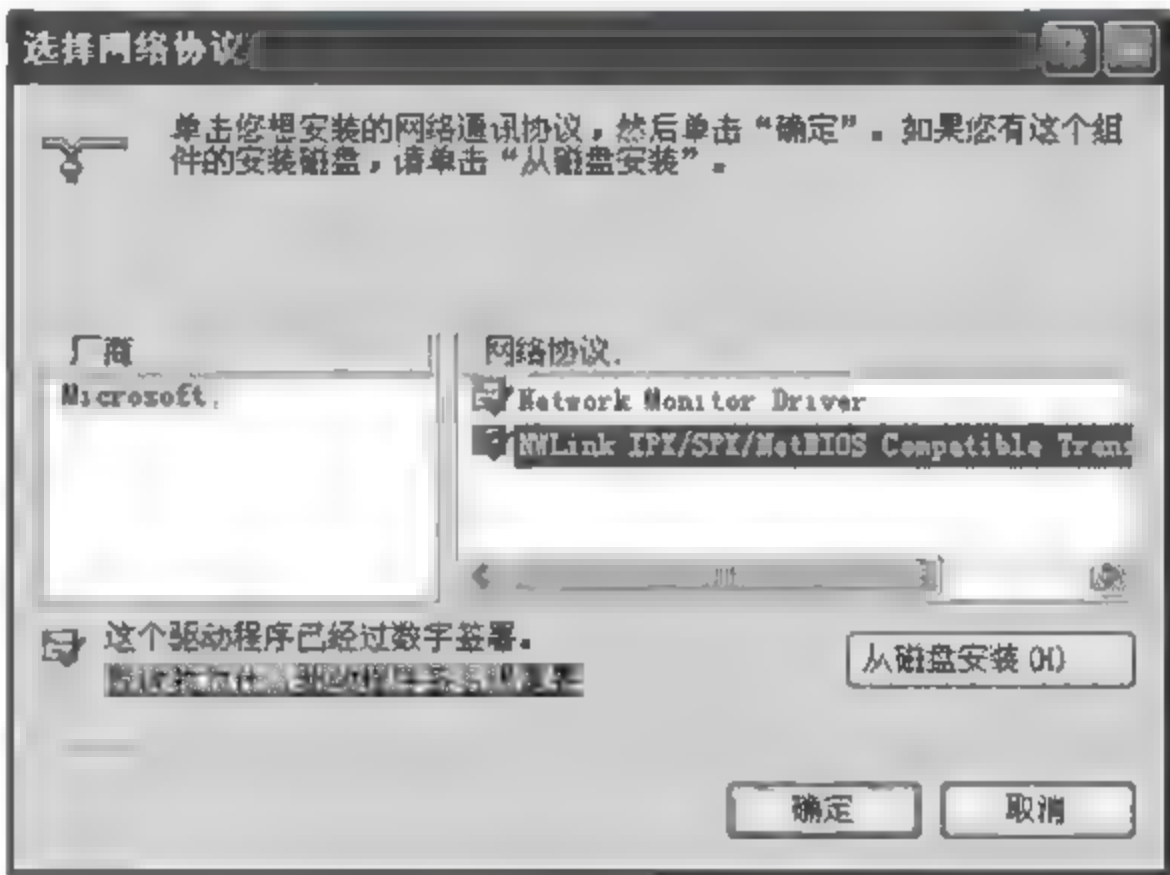 选择网络协议
单击您想安装的网络通讯协议，然后单击“确定”。如果您有这个组
件的安装磁盘，请单击“从磁盘安装”。
厂商
网络协议
Microsoft
Network Monitor Driver
NWLink IPX/SPX/NetBIOS Compatible Trans
这个驱动程序已经过数字签署。
从磁盘安装(H)
确定
取消